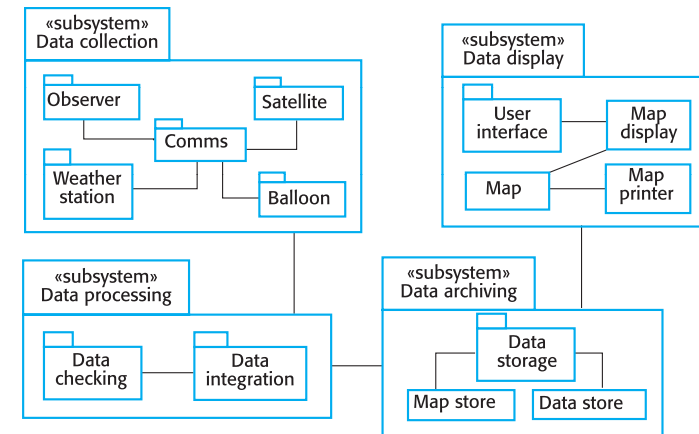 «subsystem»
Data collection
Observer
Satellite
Comms
Weather
station
Balloon
«subsystem»
Data display
User
interface
Map
display
Map
Map
printer
«subsystem»
Data processing
Data
checking
Data
integration
«subsystem»
Data archiving
Data
storage
Map store
Data store